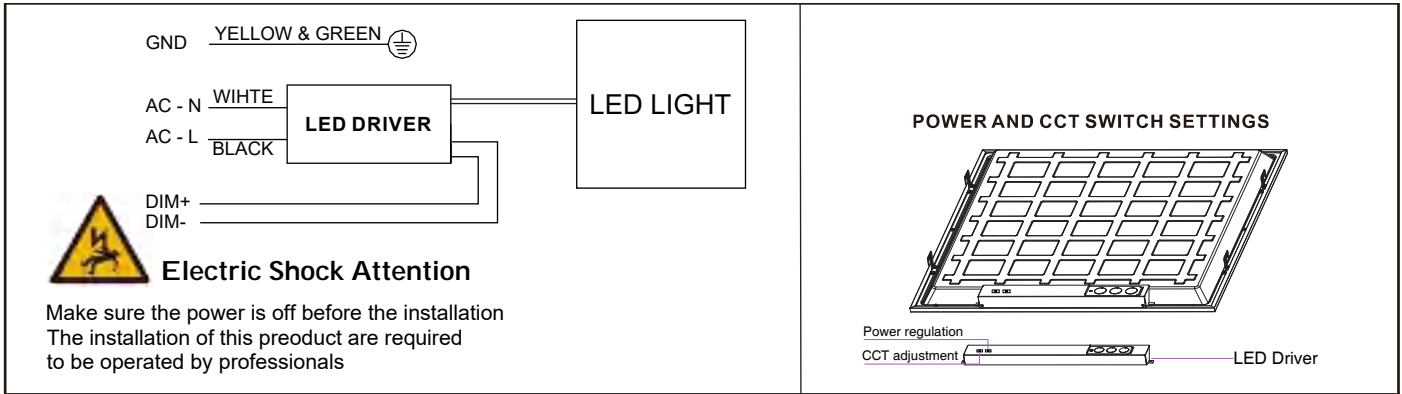 GND YELLOW & GREEN
AC - N WIHTE
AC - L BLACK
LED DRIVER
LED LIGHT
DIM+
DIM-
Electric Shock Attention
Make sure the power is off before the installation
The installation of this preoduct are required
to be operated by professionals
POWER AND CCT SWITCH SETTINGS
Power regulation
CCT adjustment
LED Driver